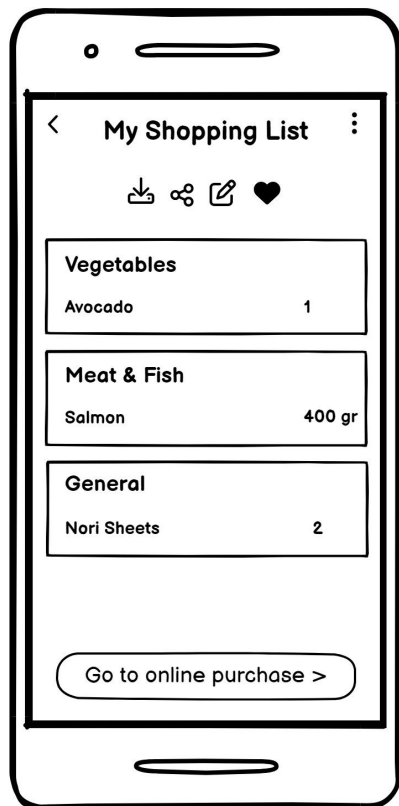 My Shopping List
Vegetables
Avocado 1
Meat & Fish
Salmon 400 gr
General
Nori Sheets 2
Go to online purchase >